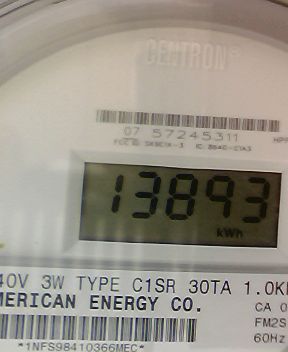 CENTRON®
07 57245311
13893
kWh
40V 3W TYPE C1SR 30TA 1.0K
MERICAN ENERGY CO.
CA 0
FM2S
60Hz
*1NFS98410366MEC*